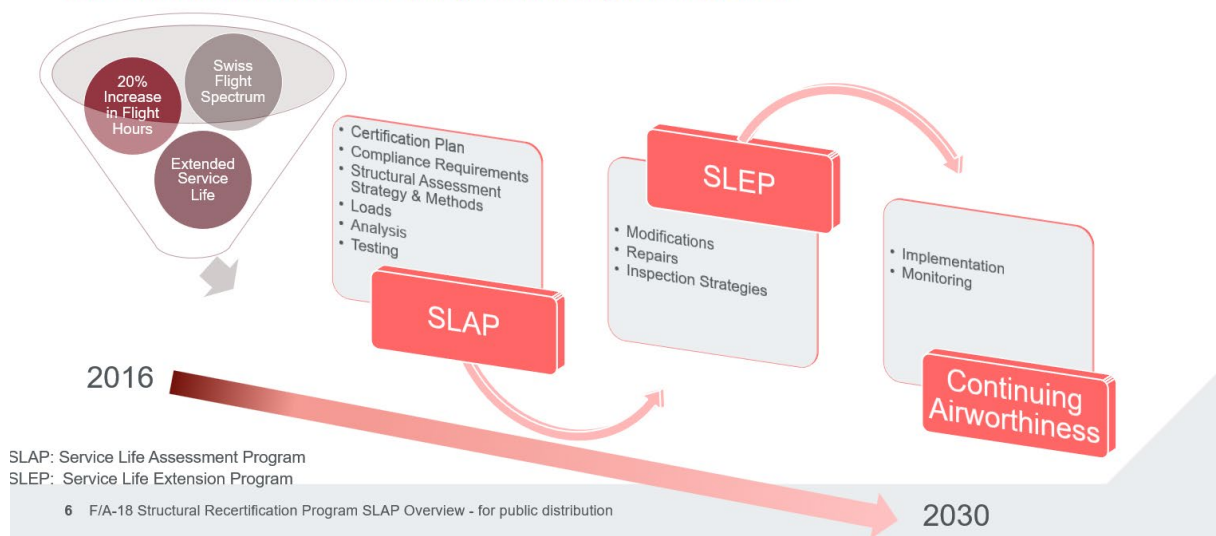 20%
Increase
in Flight
Hours
Swiss
Flight
Spectrum
Extended
Service
Life
• Certification Plan
• Compliance Requirements
• Structural Assessment
Strategy & Methods
• Loads
• Analysis
• Testing
SLAP
SLEP
• Modifications
• Repairs
• Inspection Strategies
• Implementation
• Monitoring
Continuing
Airworthiness
2016
2030
SLAP: Service Life Assessment Program
SLEP: Service Life Extension Program
6 F/A-18 Structural Recertification Program SLAP Overview - for public distribution